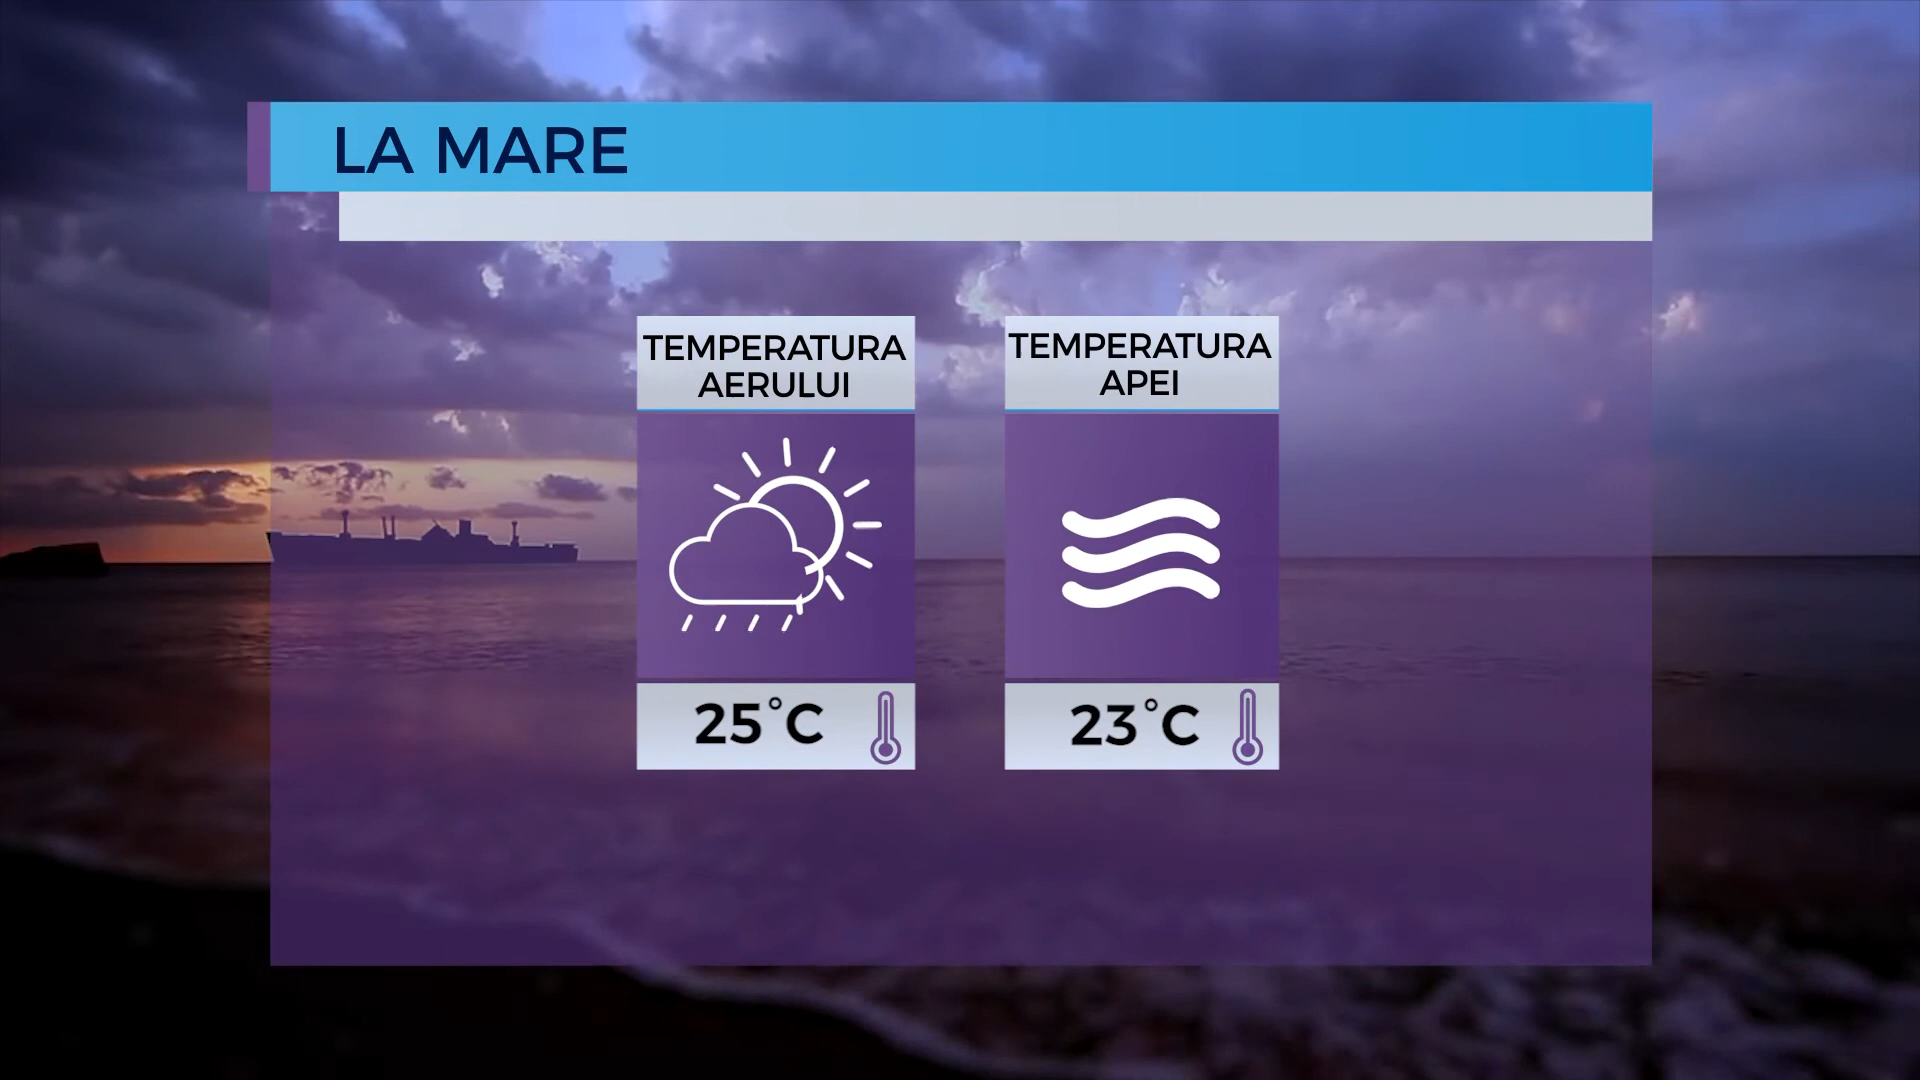 LA MARE
TEMPERATURA
AERULUI
TEMPERATURA
APEI
25°C
23°C